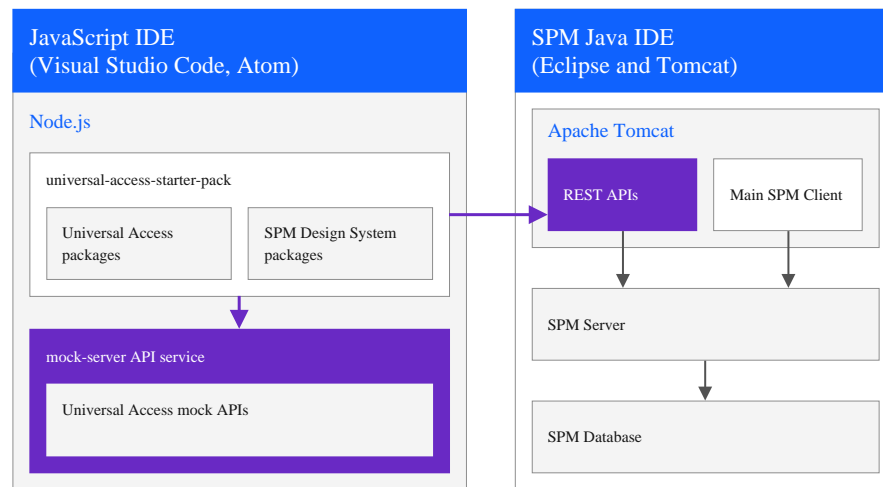 JavaScript IDE
(Visual Studio Code, Atom)
Node.js
universal-access-starter-pack
Universal Access
packages
SPM Design System
packages
mock-server API service
Universal Access mock APIs
SPM Java IDE
(Eclipse and Tomcat)
Apache Tomcat
REST APIs
Main SPM Client
SPM Server
SPM Database